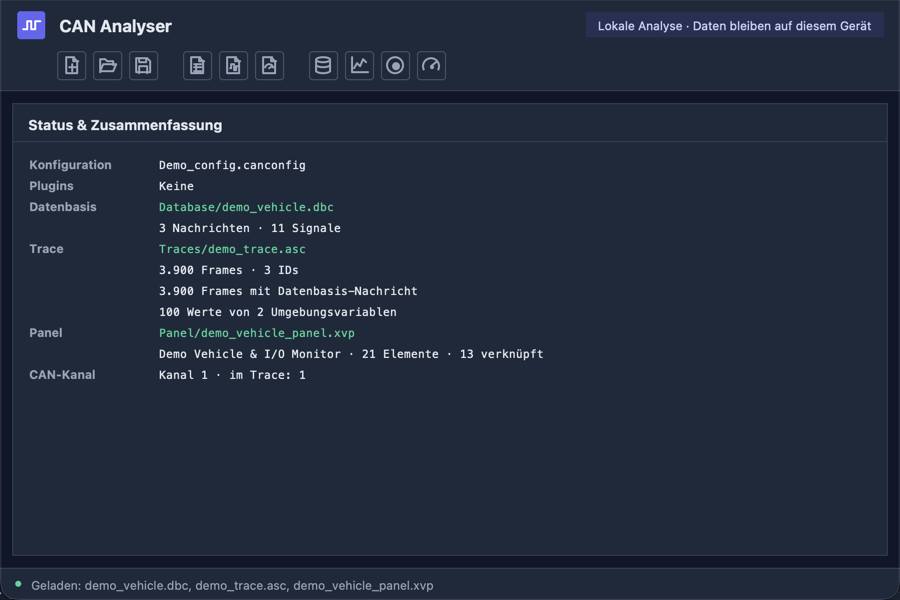 CAN Analyser
Lokale Analyse · Daten bleiben auf diesem Gerät
Status & Zusammenfassung
Konfiguration Demo_config.canconfig
Plugins Keine
Datenbasis Database/demo_vehicle.dbc
3 Nachrichten · 11 Signale
Trace Traces/demo_trace.asc
3.900 Frames · 3 IDs
3.900 Frames mit Datenbasis-Nachricht
100 Werte von 2 Umgebungsvariablen
Panel Panel/demo_vehicle_panel.xvp
Demo Vehicle & I/O Monitor · 21 Elemente · 13 verknüpft
CAN-Kanal Kanal 1 · im Trace: 1
Geladen: demo_vehicle.dbc, demo_trace.asc, demo_vehicle_panel.xvp